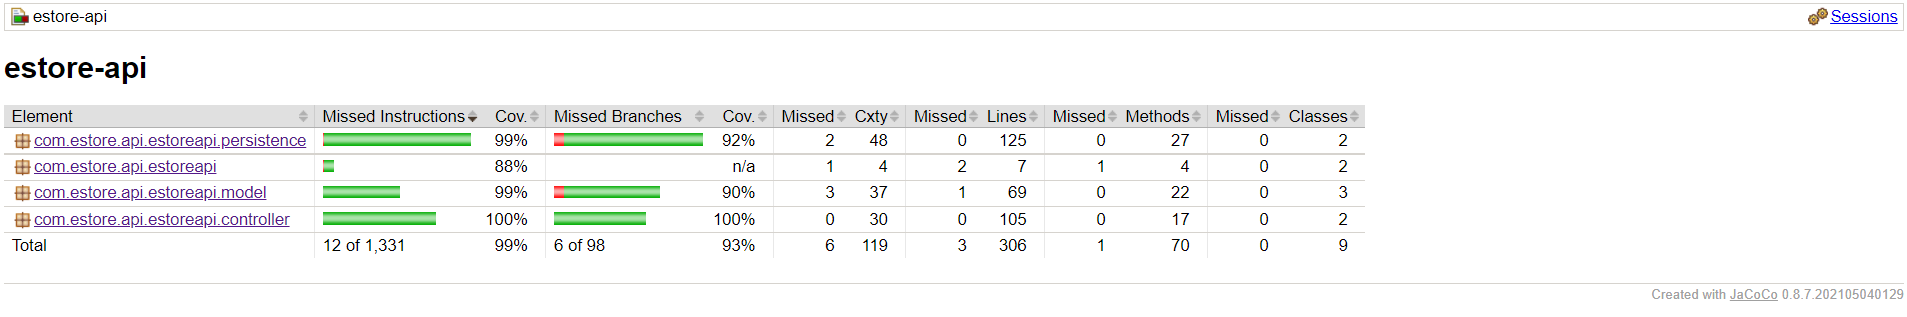 estore-api Sessions
estore-api
Element Missed Instructions Cov. Missed Branches Cov. Missed Cxty Missed Lines Missed Methods Missed Classes
com.estore.api.estoreapi.persistence 99% 92% 2 48 0 125 0 27 0 2
com.estore.api.estoreapi 88% n/a 1 4 2 7 1 4 0 2
com.estore.api.estoreapi.model 99% 90% 3 37 1 69 0 22 0 3
com.estore.api.estoreapi.controller 100% 100% 0 30 0 105 0 17 0 2
Total 12 of 1,331 99% 6 of 98 93% 6 119 3 306 1 70 0 9
Created with JaCoCo 0.8.7.202105040129